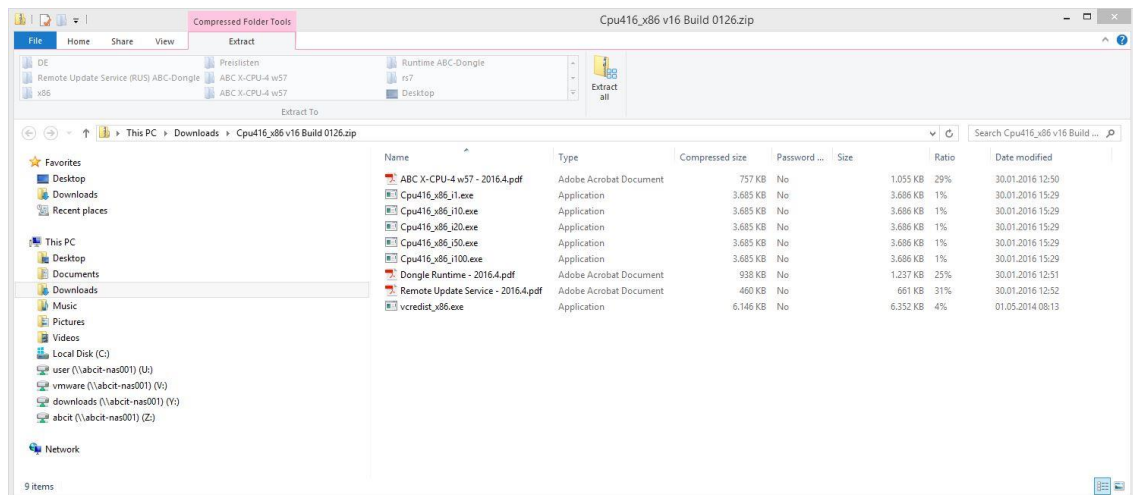 Compressed Folder Tools
Cpu416_x86 v16 Build 0126.zip
File Home Share View Extract
DE Preislisten Runtime ABC-Dongle
Remote Update Service (RUS) ABC-Dongle ABC X-CPU-4 w57 rs7
x86 ABC X-CPU-4 w57 Desktop
Extract all
Extract To
This PC Downloads Cpu416_x86 v16 Build 0126.zip
Search Cpu416_x86 v16 Build ...
Favorites
Desktop
Downloads
Recent places
This PC
Desktop
Documents
Downloads
Music
Pictures
Videos
Local Disk (C:)
user (\\abcit-nas001) (U:)
vmware (\\abcit-nas001) (V:)
downloads (\\abcit-nas001) (Y:)
abcit (\\abcit-nas001) (Z:)
Network
Name Type Compressed size Password ... Size Ratio Date modified
ABC X-CPU-4 w57 - 2016.4.pdf Adobe Acrobat Document 757 KB No 1.055 KB 29% 30.01.2016 12:50
Cpu416_x86_i1.exe Application 3.685 KB No 3.686 KB 1% 30.01.2016 15:29
Cpu416_x86_i10.exe Application 3.685 KB No 3.686 KB 1% 30.01.2016 15:29
Cpu416_x86_i20.exe Application 3.685 KB No 3.686 KB 1% 30.01.2016 15:29
Cpu416_x86_i50.exe Application 3.685 KB No 3.686 KB 1% 30.01.2016 15:29
Cpu416_x86_i100.exe Application 3.685 KB No 3.686 KB 1% 30.01.2016 15:29
Dongle Runtime - 2016.4.pdf Adobe Acrobat Document 938 KB No 1.237 KB 25% 30.01.2016 12:51
Remote Update Service - 2016.4.pdf Adobe Acrobat Document 460 KB No 661 KB 31% 30.01.2016 12:52
vcredist_x86.exe Application 6.146 KB No 6.352 KB 4% 01.05.2014 08:13
9 items